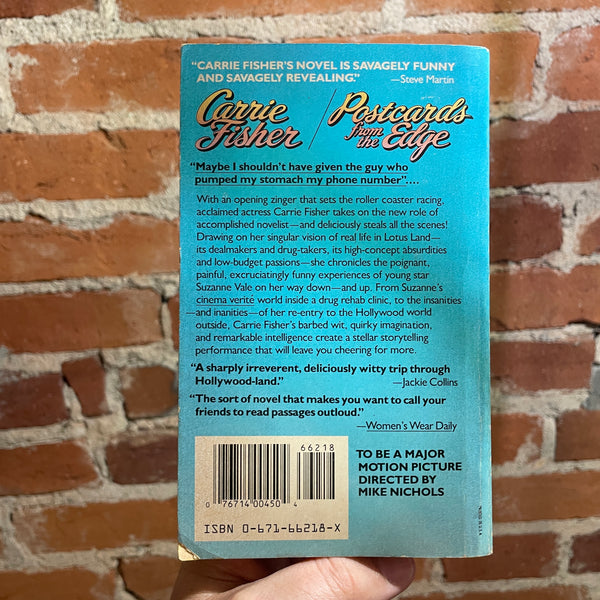 “CARRIE FISHER'S NOVEL IS SAVAGELY FUNNY
AND SAVAGELY REVEALING.” —Steve Martin
Carrie Fisher / Postcards from the Edge
“Maybe I shouldn't have given the guy who
pumped my stomach my phone number”....
With an opening zinger that sets the roller coaster racing,
acclaimed actress Carrie Fisher takes on the new role of
accomplished novelist—and deliciously steals all the scenes!
Drawing on her singular vision of real life in Lotus Land—
its dealmakers and drug-takers, its high-concept absurdities
and low-budget passions—she chronicles the poignant,
painful, excruciatingly funny experiences of young star
Suzanne Vale on her way down—and up. From Suzanne's
cinema verité world inside a drug rehab clinic, to the insanities
—and inanities—of her re-entry to the Hollywood world
outside, Carrie Fisher's barbed wit, quirky imagination,
and remarkable intelligence create a stellar storytelling
performance that will leave you cheering for more.
“A sharply irreverent, deliciously witty trip through
Hollywood-land.” —Jackie Collins
“The sort of novel that makes you want to call your
friends to read passages outloud.”
—Women's Wear Daily
66218
0 76714 00450 4
ISBN 0-671-66218-X
TO BE A MAJOR
MOTION PICTURE
DIRECTED BY
MIKE NICHOLS